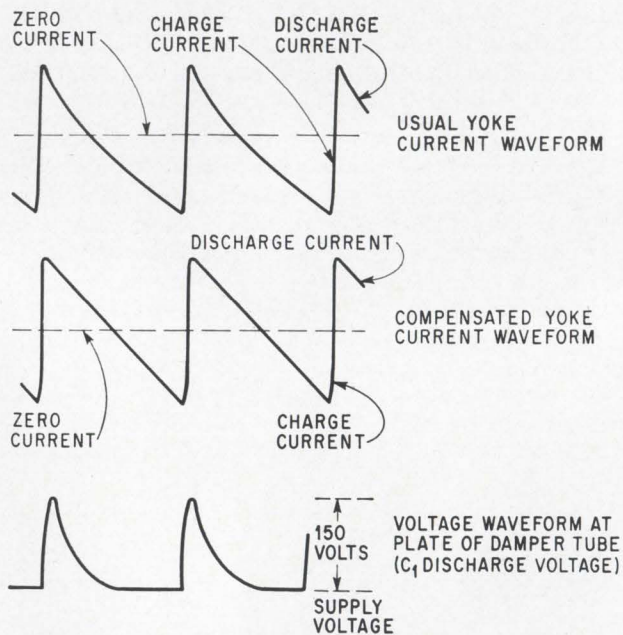 ZERO
CURRENT
CHARGE
CURRENT
DISCHARGE
CURRENT
USUAL YOKE
CURRENT WAVEFORM
DISCHARGE CURRENT
COMPENSATED YOKE
CURRENT WAVEFORM
ZERO
CURRENT
CHARGE
CURRENT
150
VOLTS
SUPPLY
VOLTAGE
VOLTAGE WAVEFORM AT
PLATE OF DAMPER TUBE
(C₁ DISCHARGE VOLTAGE)